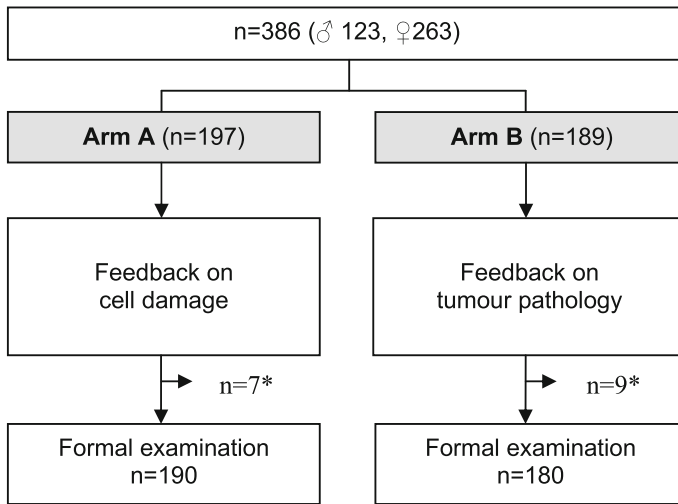 n=386 (♂ 123, ♀263)
Arm A (n=197)
Arm B (n=189)
Feedback on
cell damage
Feedback on
tumour pathology
n=7*
n=9*
Formal examination
n=190
Formal examination
n=180